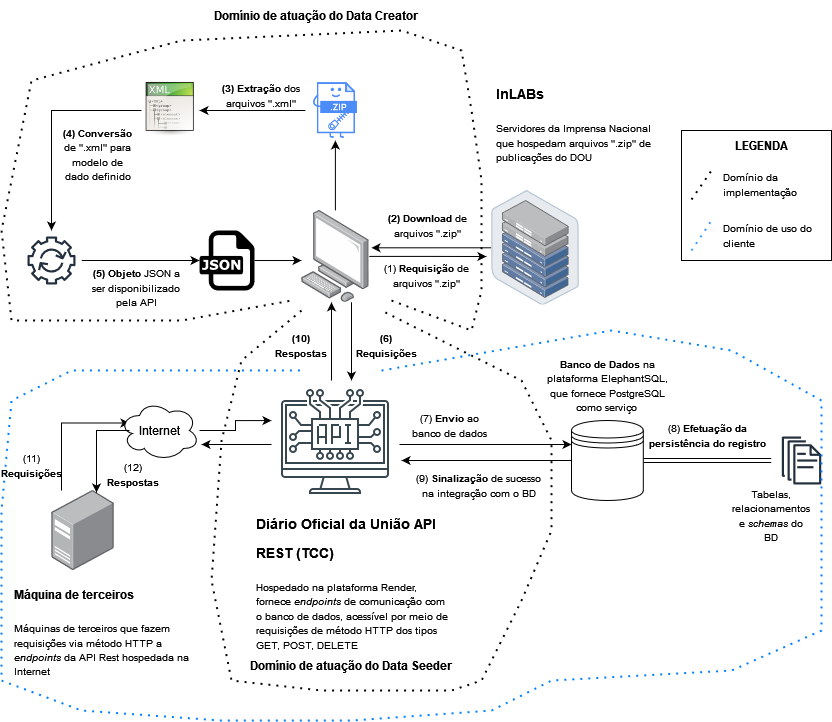 Domínio de atuação do Data Creator
XML
(3) Extração dos
arquivos ".xml"
.ZIP
(4) Conversão
de ".xml" para
modelo de
dado definido
InLABs
Servidores da Imprensa Nacional
que hospedam arquivos ".zip" de
publicações do DOU
LEGENDA
Domínio da
implementação
Domínio de uso do
cliente
(2) Download de
arquivos ".zip"
(1) Requisição de
arquivos ".zip"
JSON
(5) Objeto JSON a
ser disponibilizado
pela API
(10)
Respostas
(6)
Requisições
Banco de Dados na
plataforma ElephantSQL,
que fornece PostgreSQL
como serviço
Internet
API
(7) Envio ao
banco de dados
(8) Efetuação da
persistência do registro
(11)
Requisições
(12)
Respostas
(9) Sinalização de sucesso
na integração com o BD
Tabelas,
relacionamentos
e schemas do
BD
Diário Oficial da União API
REST (TCC)
Hospedado na plataforma Render,
fornece endpoints de comunicação com
o banco de dados, acessível por meio de
requisições de método HTTP dos tipos
GET, POST, DELETE
Máquina de terceiros
Máquinas de terceiros que fazem
requisições via método HTTP a
endpoints da API Rest hospedada na
Internet
Domínio de atuação do Data Seeder